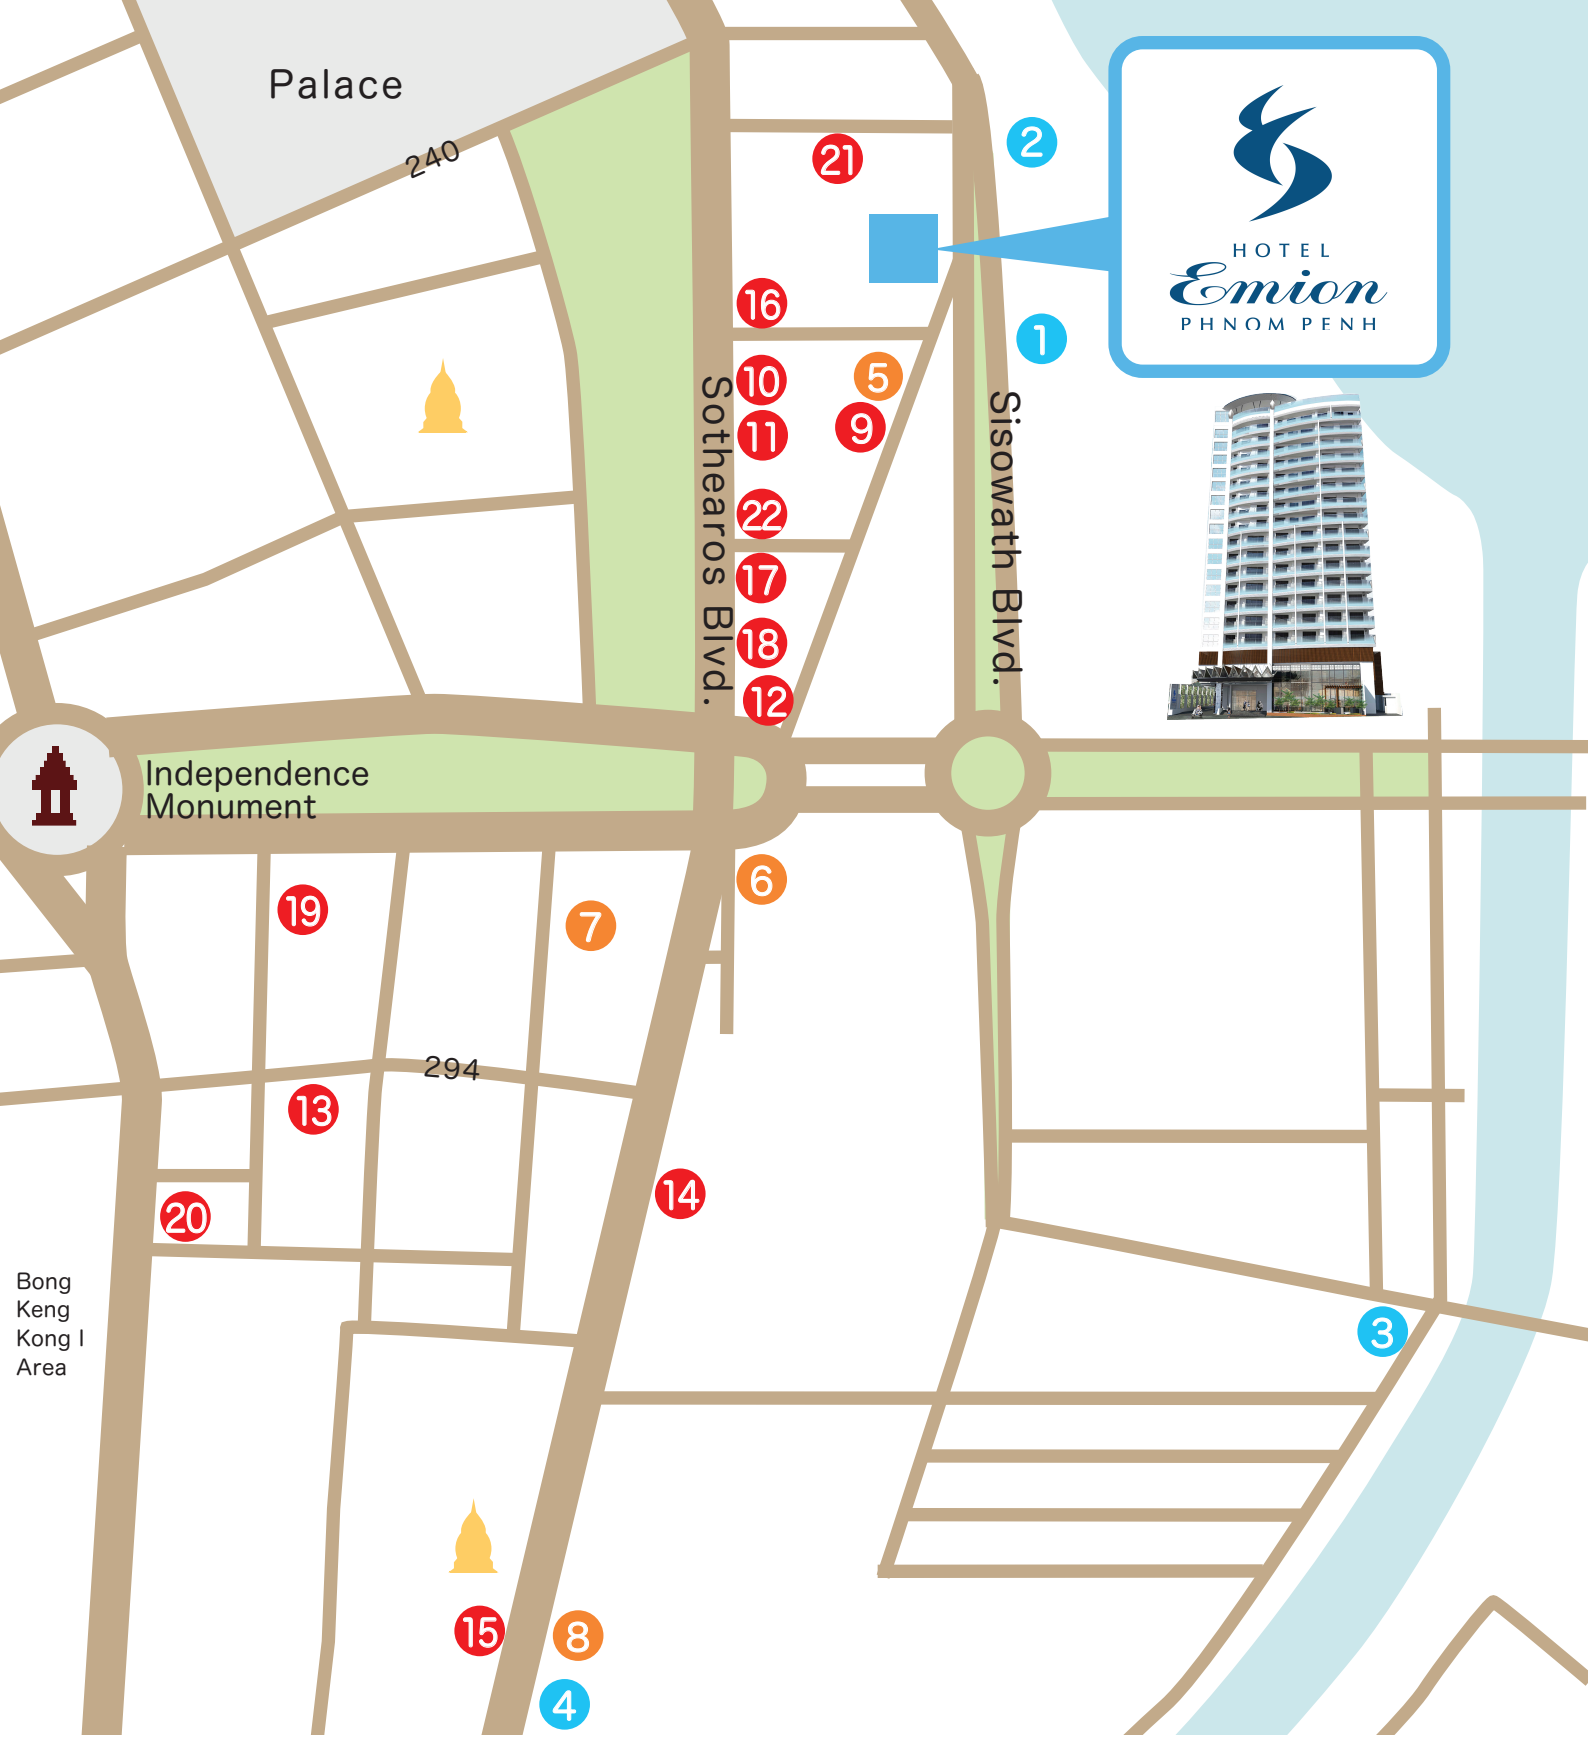 Palace
240
2
21
HOTEL
Emion
PHNOM PENH
16
1
10
5
11
9
Sothearos Blvd.
Sisowath Blvd.
22
17
18
12
Independence
Monument
6
19
7
294
13
14
20
Bong
Keng
Kong I
Area
3
15
8
4